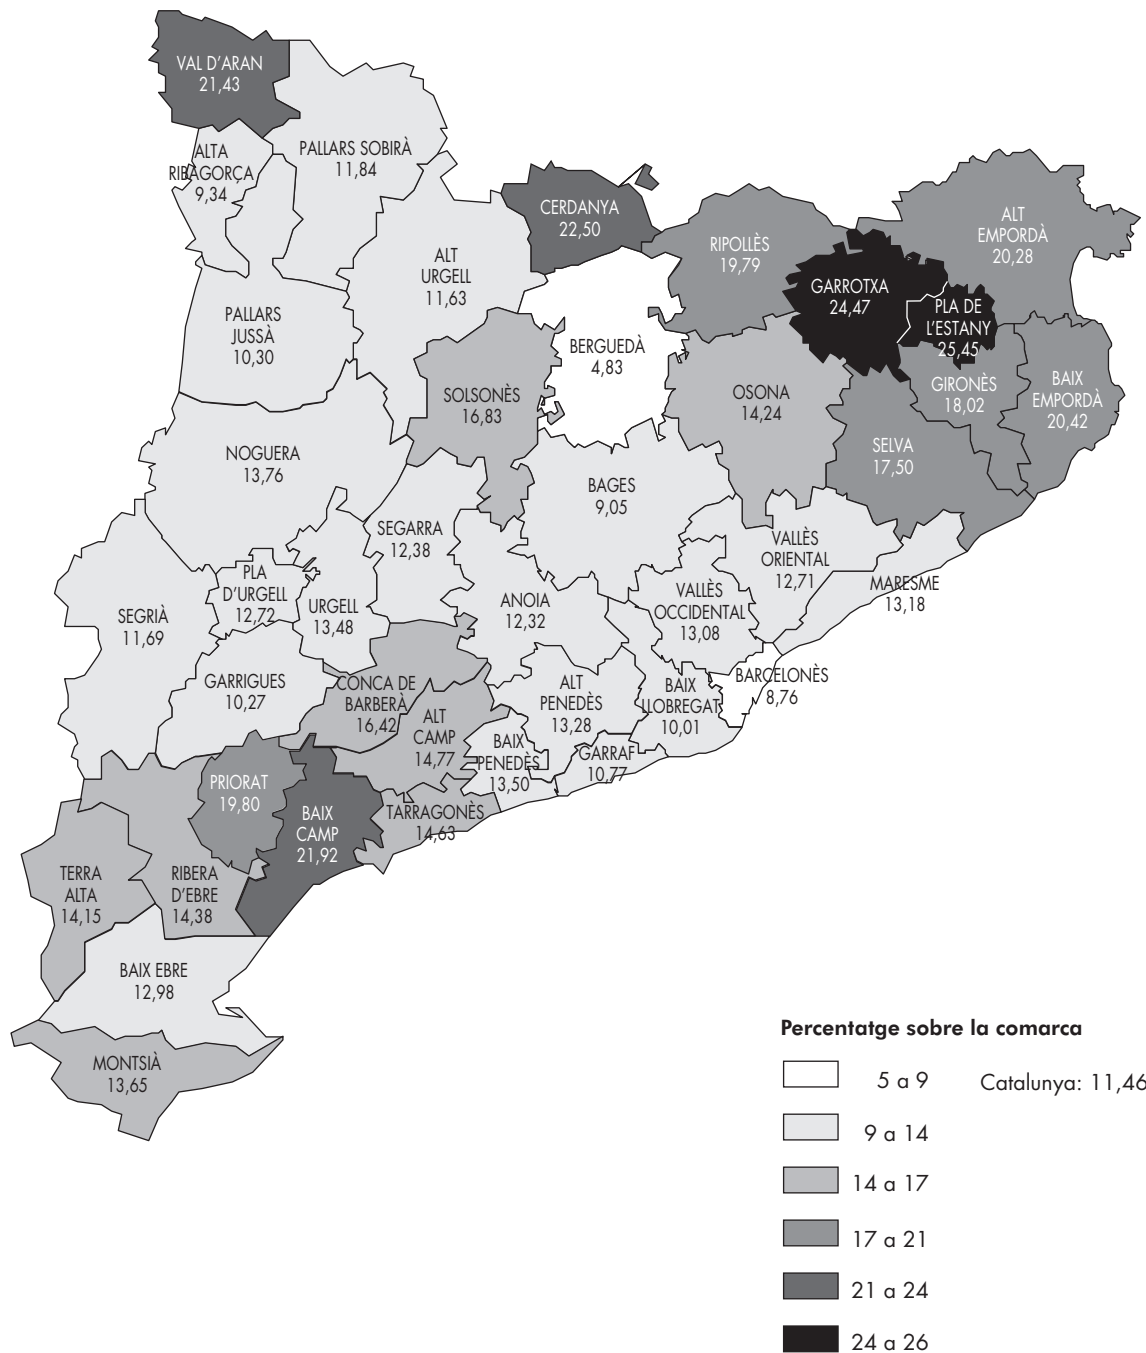 VAL D'ARAN
21,43
PALLARS SOBIRÀ
11,84
ALTA
RIBAGORÇA
9,34
CERDANYA
22,50
ALT
EMPORDÀ
20,28
RIPOLLÈS
19,79
ALT
URGELL
11,63
GARROTXA
24,47
PLA DE
L'ESTANY
25,45
PALLARS
JUSSÀ
10,30
BERGUEDÀ
4,83
SOLSONÈS
16,83
OSONA
14,24
GIRONÈS
18,02
BAIX
EMPORDÀ
20,42
NOGUERA
13,76
SELVA
17,50
BAGES
9,05
SEGARRA
12,38
VALLÈS
ORIENTAL
12,71
PLA
D'URGELL
12,72
MARESME
13,18
SEGRIÀ
11,69
URGELL
13,48
ANOIA
12,32
VALLÈS
OCCIDENTAL
13,08
GARRIGUES
10,27
CONCA DE
BARBERÀ
16,42
ALT
PENEDÈS
13,28
BAIX
LLOBREGAT
10,01
BARCELONÈS
8,76
ALT
CAMP
14,77
BAIX
PENEDÈS
13,50
GARRAF
10,77
PRIORAT
19,80
BAIX
CAMP
21,92
TARRAGONÈS
14,63
TERRA
ALTA
14,15
RIBERA
D'EBRE
14,38
BAIX EBRE
12,98
MONTSIÀ
13,65
Percentatge sobre la comarca
5 a 9
Catalunya: 11,46
9 a 14
14 a 17
17 a 21
21 a 24
24 a 26